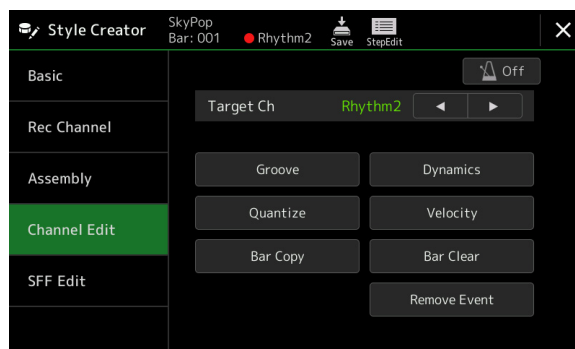 Style Creator
SkyPop
Bar: 001 Rhythm2 Save StepEdit
Basic
Off
Target Ch Rhythm2
Rec Channel
Assembly
Groove Dynamics
Channel Edit
Quantize Velocity
Bar Copy Bar Clear
SFF Edit
Remove Event